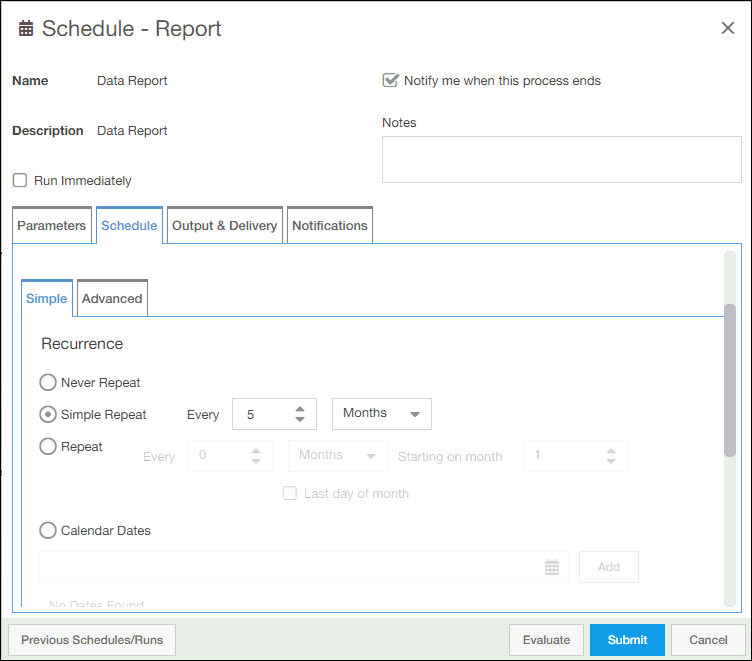 Schedule - Report
Name Data Report
Notify me when this process ends
Description Data Report
Notes
Run Immediately
Parameters Schedule Output & Delivery Notifications
Simple Advanced
Recurrence
Never Repeat
Simple Repeat Every 5 Months
Repeat Every 0 Months Starting on month 1
Last day of month
Calendar Dates
Add
No Dates Found
Previous Schedules/Runs Evaluate Submit Cancel